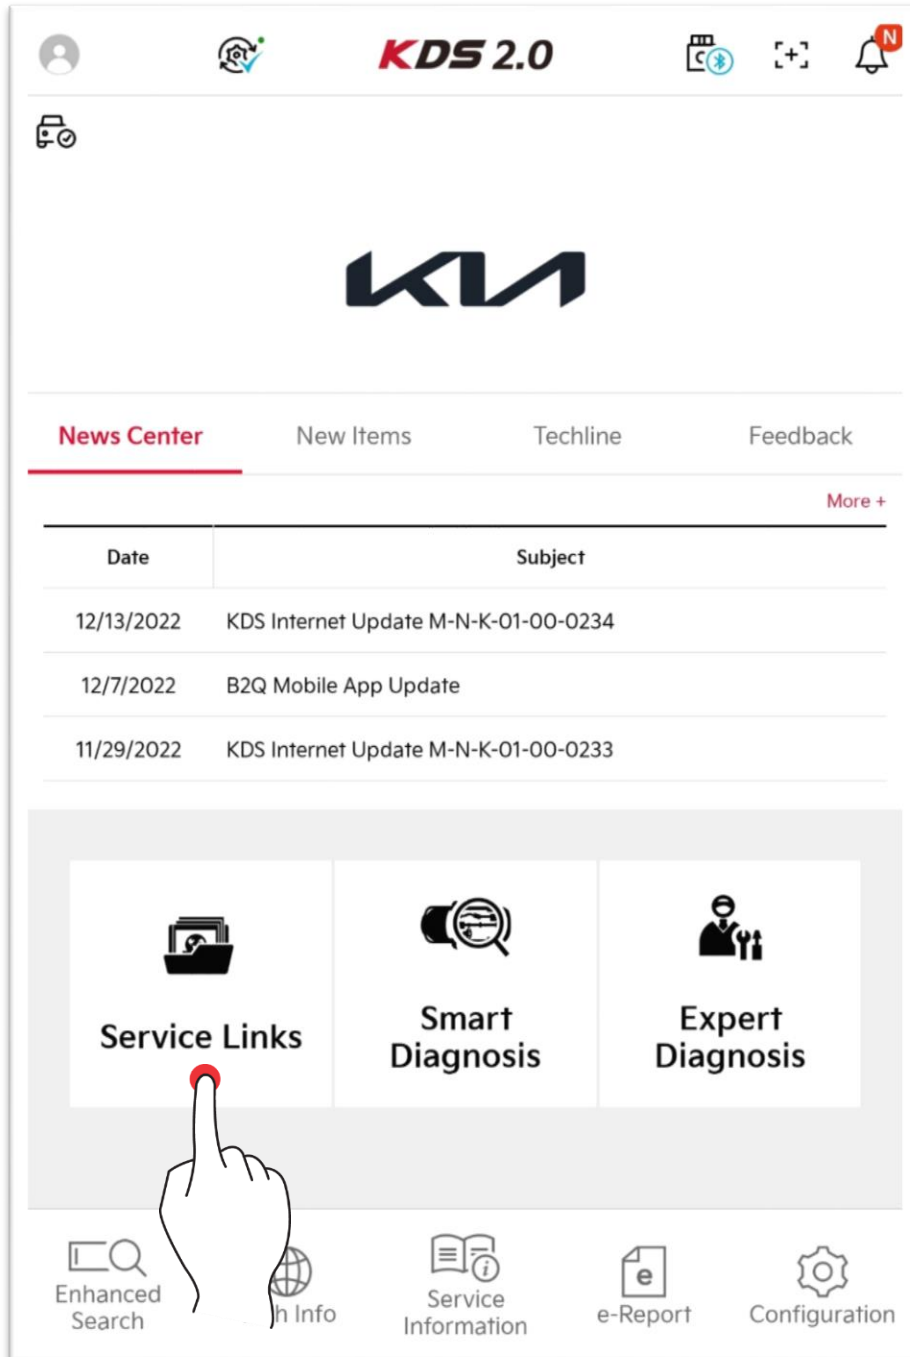 KDS 2.0
N
C
KIA
News Center
New Items
Techline
Feedback
More +
Date
Subject
12/13/2022
KDS Internet Update M-N-K-01-00-0234
12/7/2022
B2Q Mobile App Update
11/29/2022
KDS Internet Update M-N-K-01-00-0233
Service Links
Smart
Diagnosis
Expert
Diagnosis
Enhanced
Search
Info
Service
Information
e
e-Report
Configuration